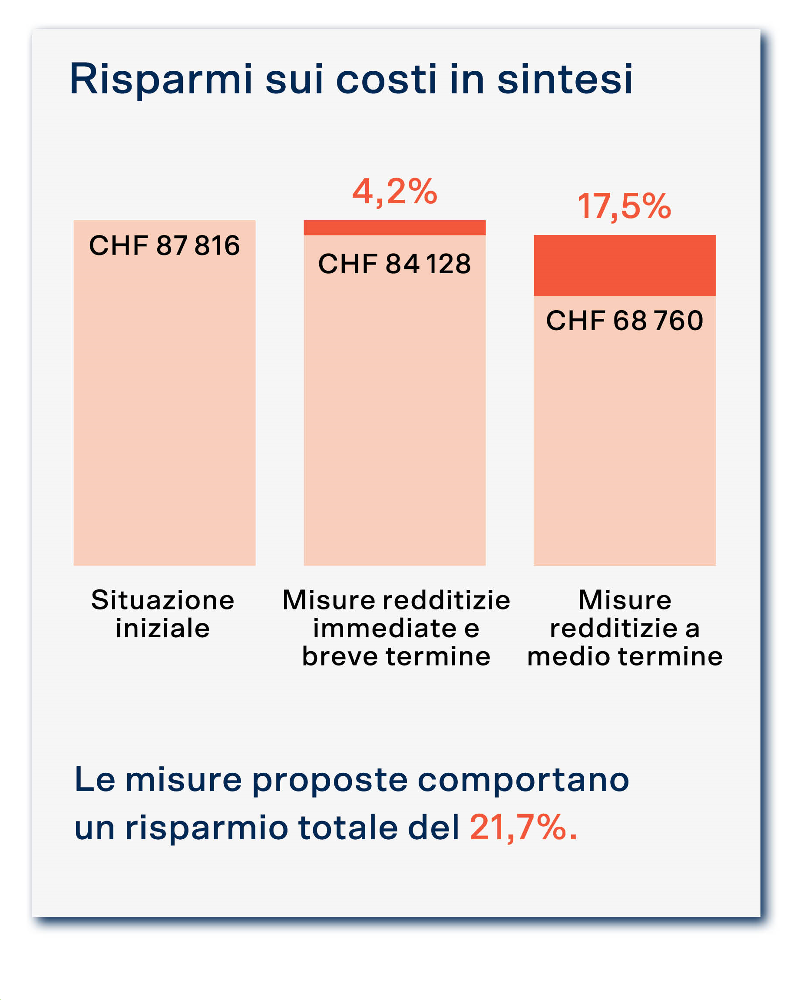 Risparmi sui costi in sintesi
4,2%
17,5%
CHF 87 816
CHF 84 128
CHF 68 760
Situazione
iniziale
Misure redditizie
immediate e
breve termine
Misure
redditizie a
medio termine
Le misure proposte comportano
un risparmio totale del 21,7%.